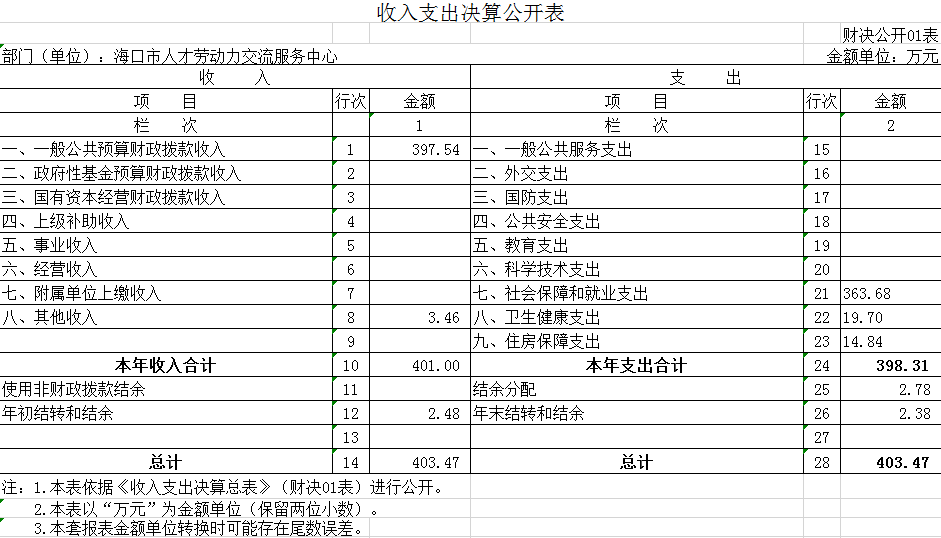 收入支出决算公开表
财决公开01表
部门（单位）：海口市人才劳动力交流服务中心 金额单位：万元
收 入 支 出
项 目 行次 金额 项 目 行次 金额
栏 次 1 栏 次 2
一、一般公共预算财政拨款收入 1 397.54 一、一般公共服务支出 15
二、政府性基金预算财政拨款收入 2 二、外交支出 16
三、国有资本经营财政拨款收入 3 三、国防支出 17
四、上级补助收入 4 四、公共安全支出 18
五、事业收入 5 五、教育支出 19
六、经营收入 6 六、科学技术支出 20
七、附属单位上缴收入 7 七、社会保障和就业支出 21 363.68
八、其他收入 8 3.46 八、卫生健康支出 22 19.70
9 九、住房保障支出 23 14.84
本年收入合计 10 401.00 本年支出合计 24 398.31
使用非财政拨款结余 11 结余分配 25 2.78
年初结转和结余 12 2.48 年末结转和结余 26 2.38
13 27
总计 14 403.47 总计 28 403.47
注：1.本表依据《收入支出决算总表》（财决01表）进行公开。
2.本表以“万元”为金额单位（保留两位小数）。
3.本套报表金额单位转换时可能存在尾数误差。